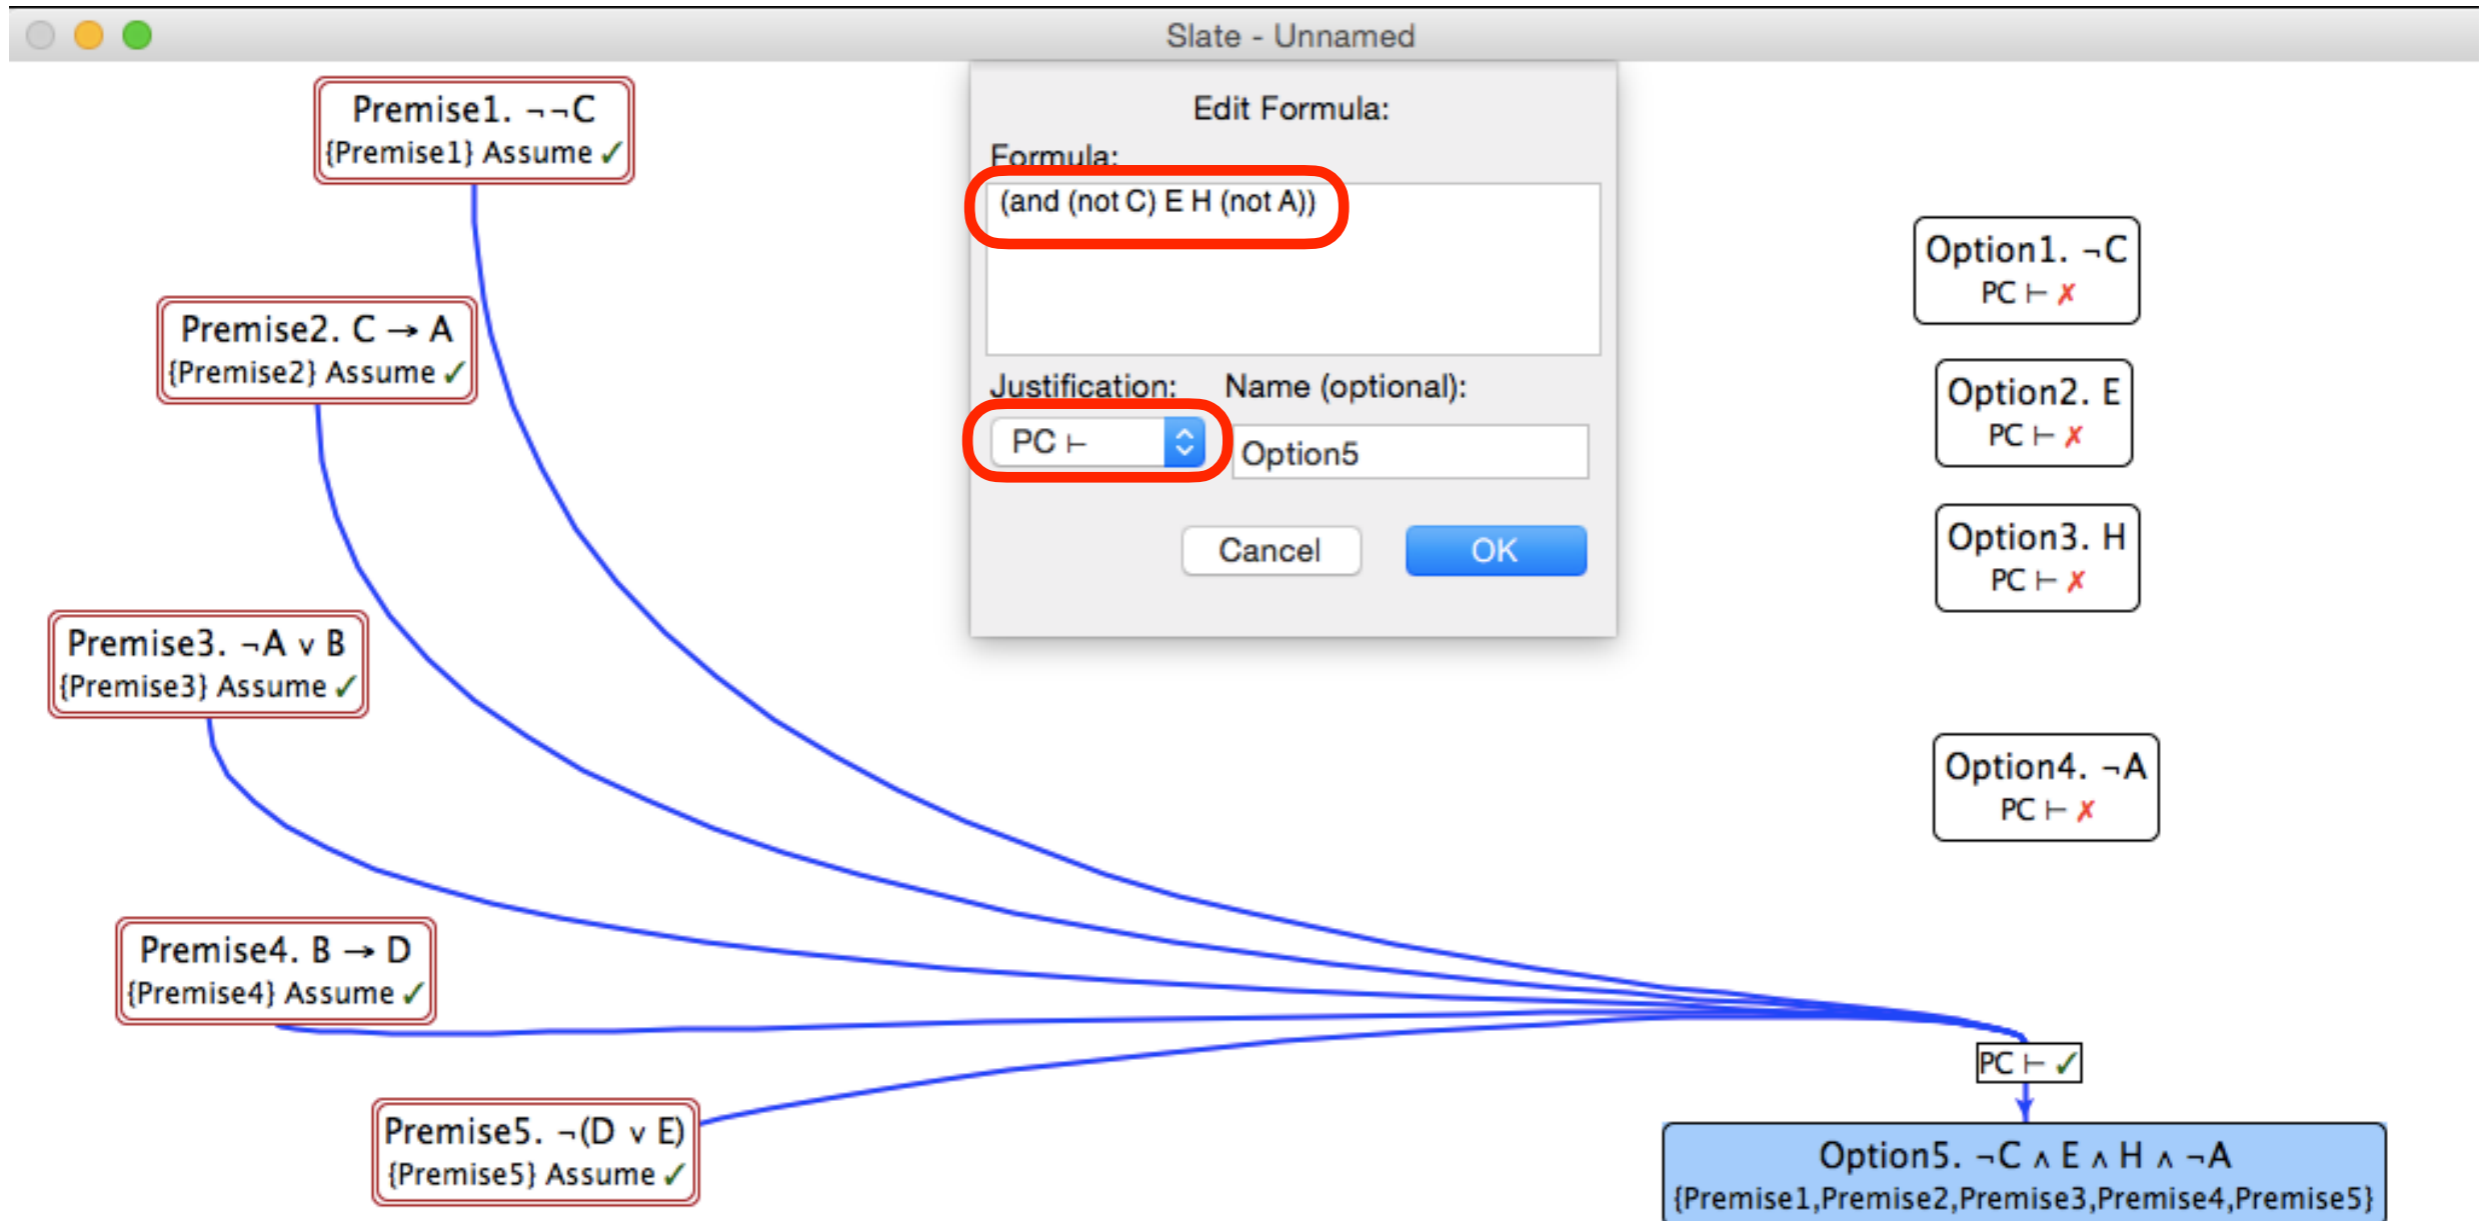 Slate - Unnamed
Premise1. ¬¬C
{Premise1} Assume ✓
Premise2. C → A
{Premise2} Assume ✓
Premise3. ¬A ∨ B
{Premise3} Assume ✓
Premise4. B → D
{Premise4} Assume ✓
Premise5. ¬(D ∨ E)
{Premise5} Assume ✓
Edit Formula:
Formula:
(and (not C) E H (not A))
Justification: Name (optional):
PC ⊢ Option5
Cancel OK
Option1. ¬C
PC ⊢ ✗
Option2. E
PC ⊢ ✗
Option3. H
PC ⊢ ✗
Option4. ¬A
PC ⊢ ✗
PC ⊢ ✓
Option5. ¬C ∧ E ∧ H ∧ ¬A
{Premise1,Premise2,Premise3,Premise4,Premise5}